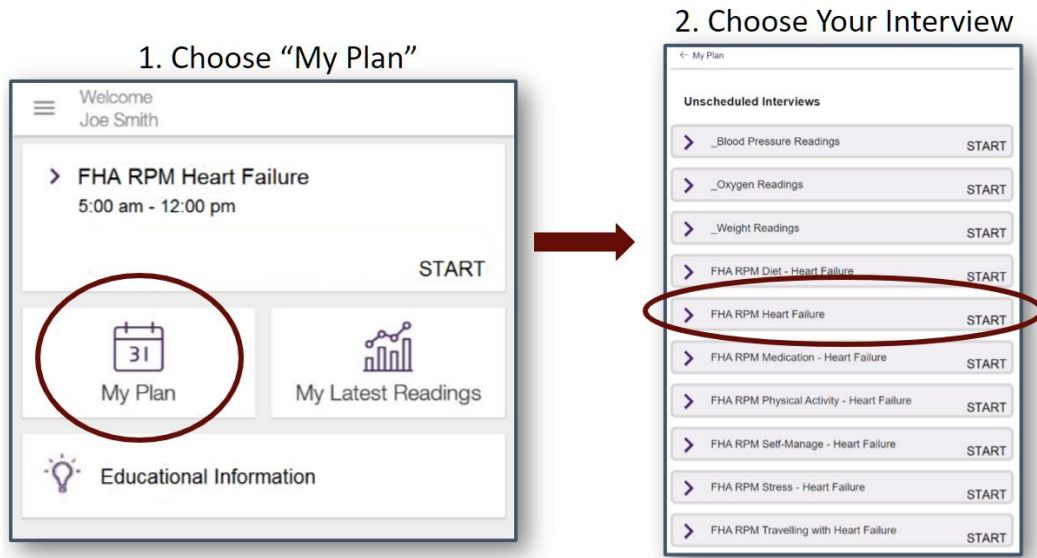 1. Choose “My Plan”
Welcome
Joe Smith
FHA RPM Heart Failure
5:00 am - 12:00 pm
START
31
My Plan
My Latest Readings
Educational Information
2. Choose Your Interview
← My Plan
Unscheduled Interviews
_Blood Pressure Readings START
_Oxygen Readings START
_Weight Readings START
FHA RPM Diet - Heart Failure START
FHA RPM Heart Failure START
FHA RPM Medication - Heart Failure START
FHA RPM Physical Activity - Heart Failure START
FHA RPM Self-Manage - Heart Failure START
FHA RPM Stress - Heart Failure START
FHA RPM Travelling with Heart Failure START